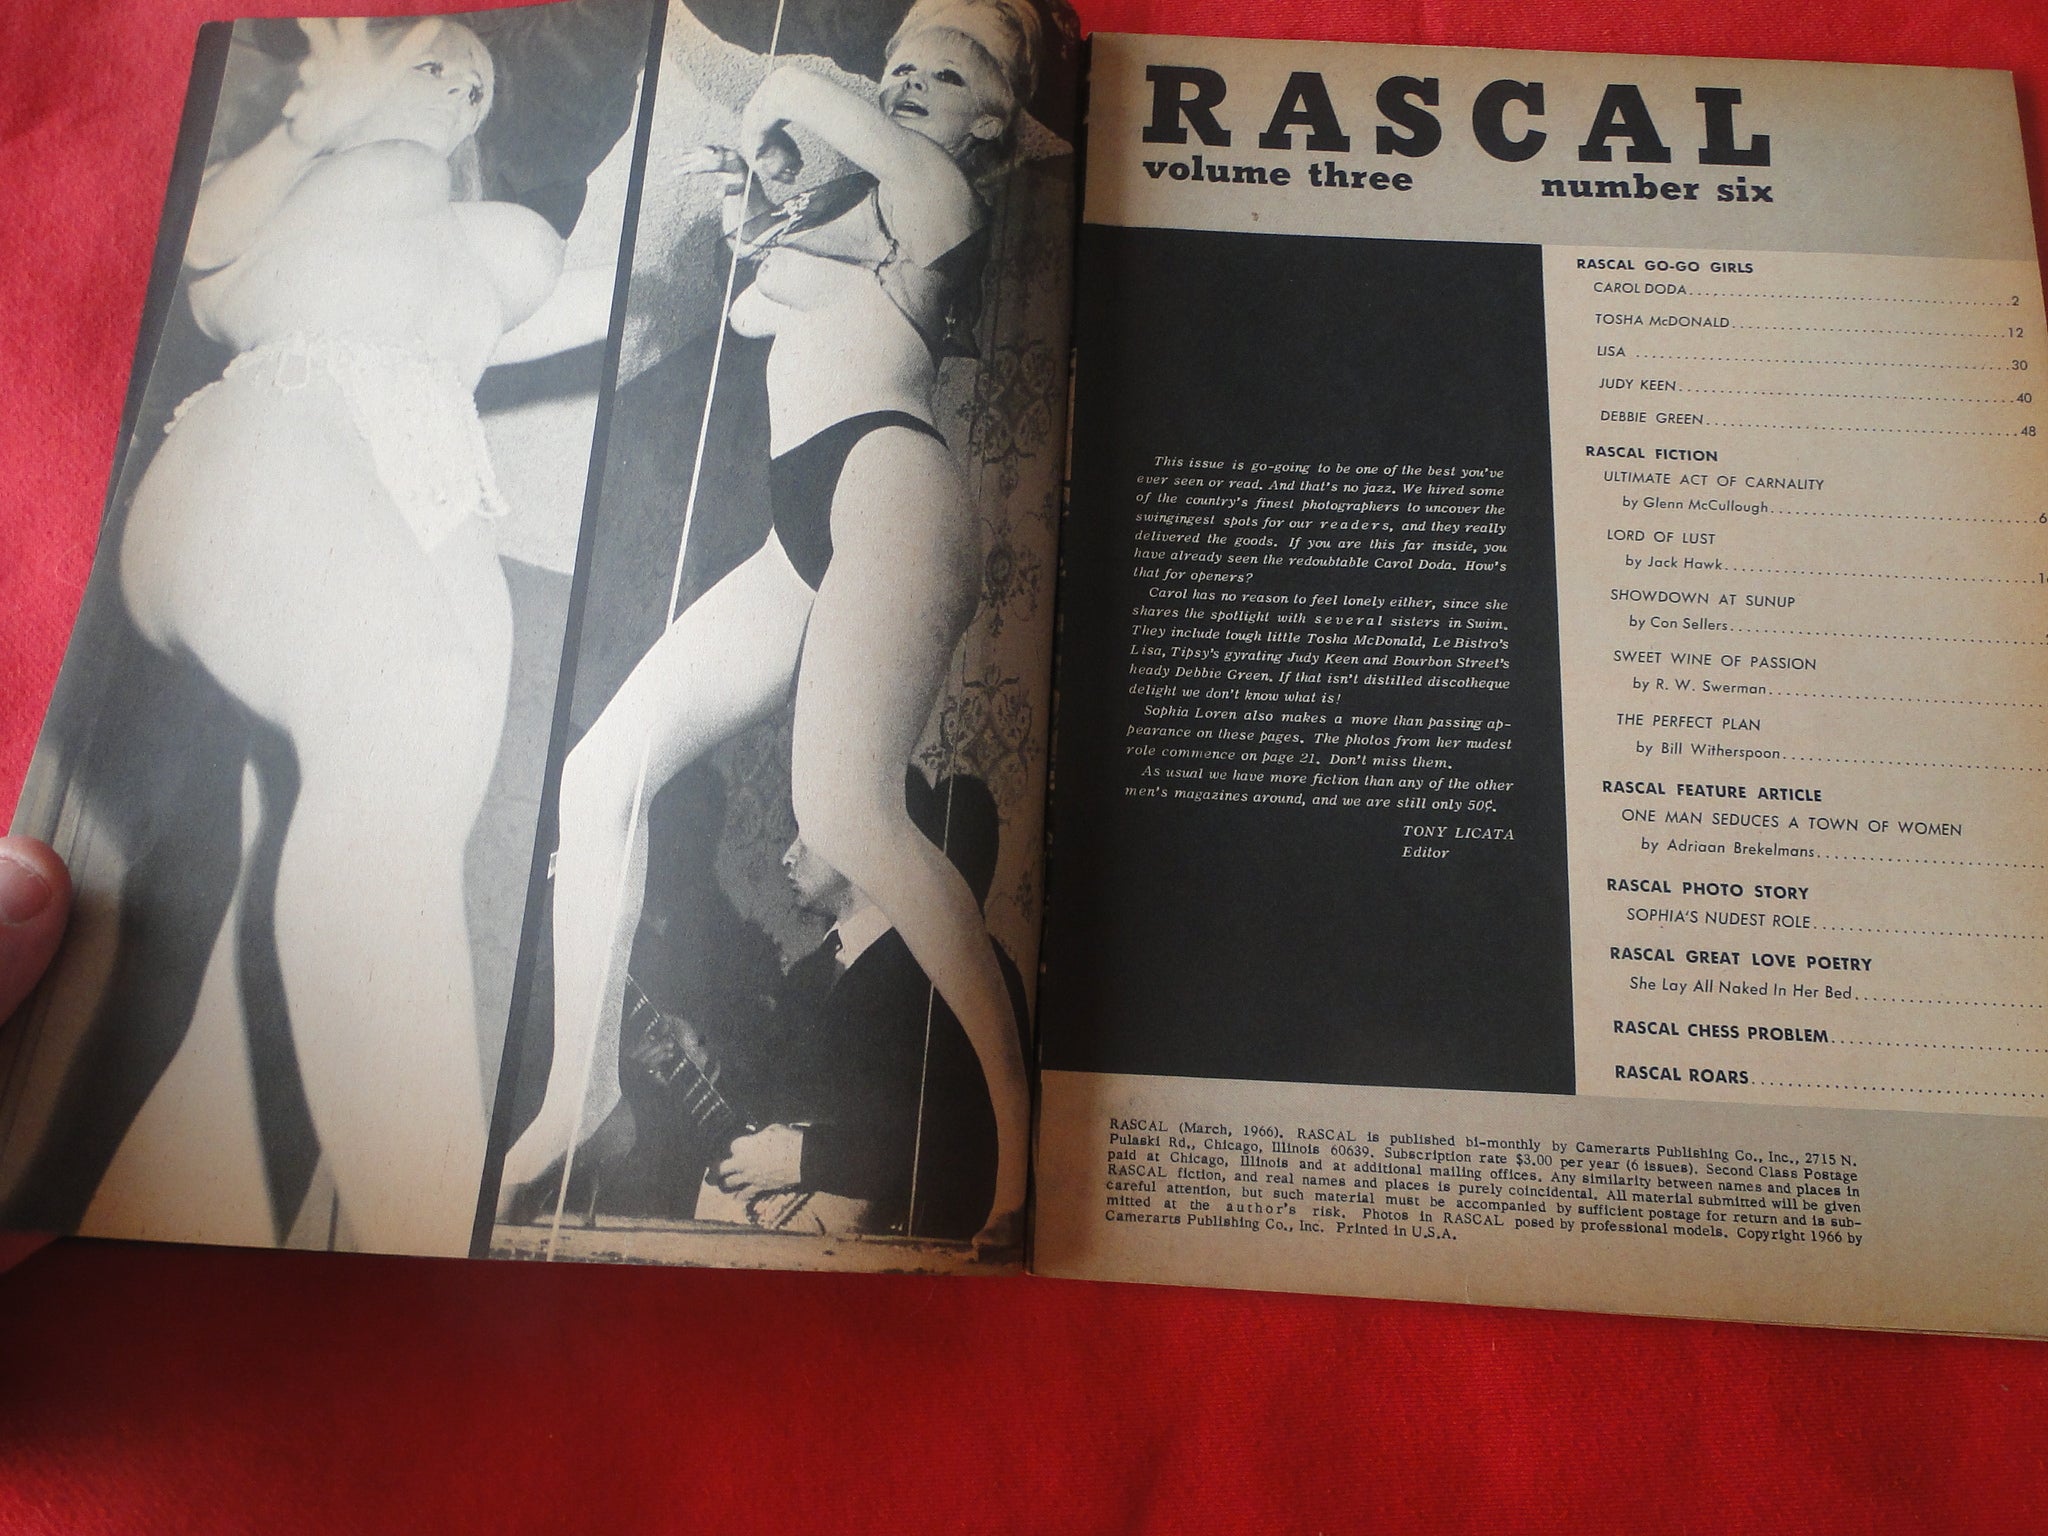 RASCAL
volume three number six
This issue is go-going to be one of the best you've
ever seen or read. And that's no jazz. We hired some
of the country's finest photographers to uncover the
swingingest spots for our readers, and they really
delivered the goods. If you are this far inside, you
have already seen the redoubtable Carol Doda. How's
that for openers?
Carol has no reason to feel lonely either, since she
shares the spotlight with several sisters in Swim.
They include tough little Tosha McDonald, Le Bistro's
Lisa, Tipsy's gyrating Judy Keen and Bourbon Street's
heady Debbie Green. If that isn't distilled discotheque
delight we don't know what is!
Sophia Loren also makes a more than passing ap-
pearance on these pages. The photos from her nudest
role commence on page 21. Don't miss them.
As usual we have more fiction than any of the other
men's magazines around, and we are still only 50¢.
TONY LICATA
Editor
RASCAL GO-GO GIRLS
CAROL DODA 2
TOSHA McDONALD 12
LISA 30
JUDY KEEN 40
DEBBIE GREEN 48
RASCAL FICTION
ULTIMATE ACT OF CARNALITY
by Glenn McCullough 6
LORD OF LUST
by Jack Hawk
SHOWDOWN AT SUNUP
by Con Sellers
SWEET WINE OF PASSION
by R. W. Swerman
THE PERFECT PLAN
by Bill Witherspoon
RASCAL FEATURE ARTICLE
ONE MAN SEDUCES A TOWN OF WOMEN
by Adriaan Brekelmans
RASCAL PHOTO STORY
SOPHIA'S NUDEST ROLE
RASCAL GREAT LOVE POETRY
She Lay All Naked In Her Bed
RASCAL CHESS PROBLEM
RASCAL ROARS
RASCAL (March, 1966). RASCAL is published bi-monthly by Camerarts Publishing Co., Inc., 2715 N.
Pulaski Rd., Chicago, Illinois 60639. Subscription rate $3.00 per year (6 issues). Second Class Postage
paid at Chicago, Illinois and at additional mailing offices. Any similarity between names and places in
RASCAL fiction, and real names and places is purely coincidental. All material submitted will be given
careful attention, but such material must be accompanied by sufficient postage for return and is sub-
mitted at the author's risk. Photos in RASCAL posed by professional models. Copyright 1966 by
Camerarts Publishing Co., Inc. Printed in U.S.A.